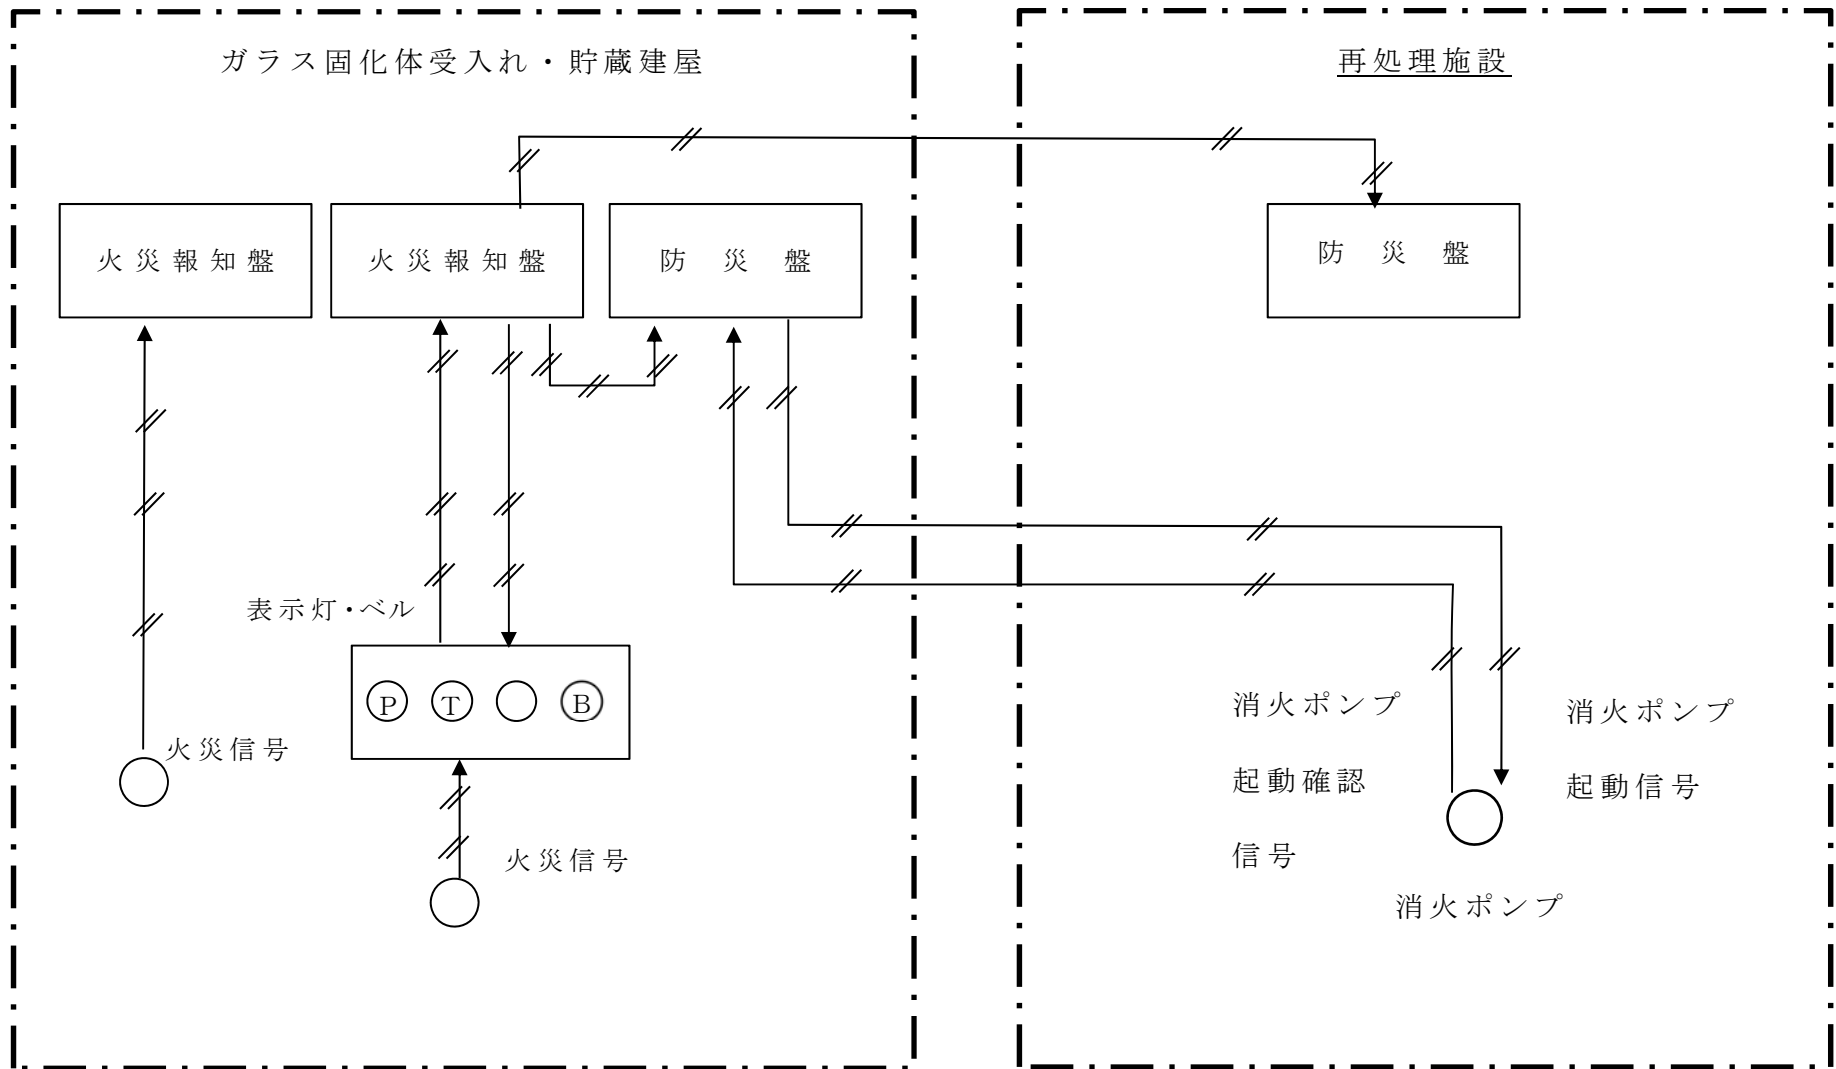 ガラス固化体受入れ・貯蔵建屋
再処理施設
火災報知盤
火災報知盤
防災盤
防災盤
表示灯・ベル
P T B
火災信号
火災信号
消火ポンプ
起動確認
信号
消火ポンプ
起動信号
消火ポンプ